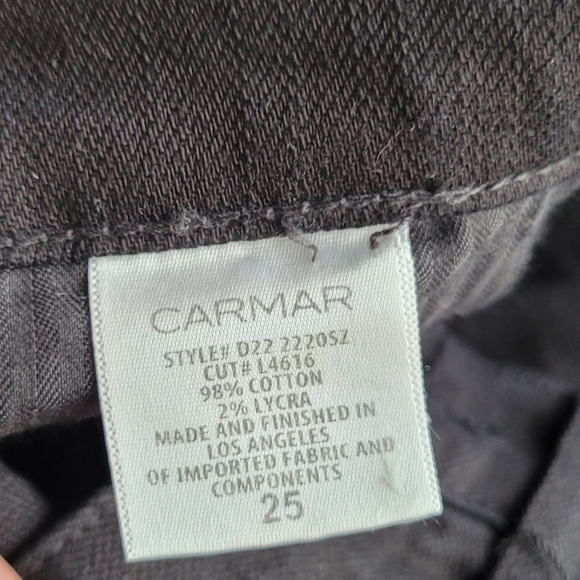 CARMAR
STYLE# D22 2220SZ
CUT# L4616
98% COTTON
2% LYCRA
MADE AND FINISHED IN
LOS ANGELES
OF IMPORTED FABRIC AND
COMPONENTS
25